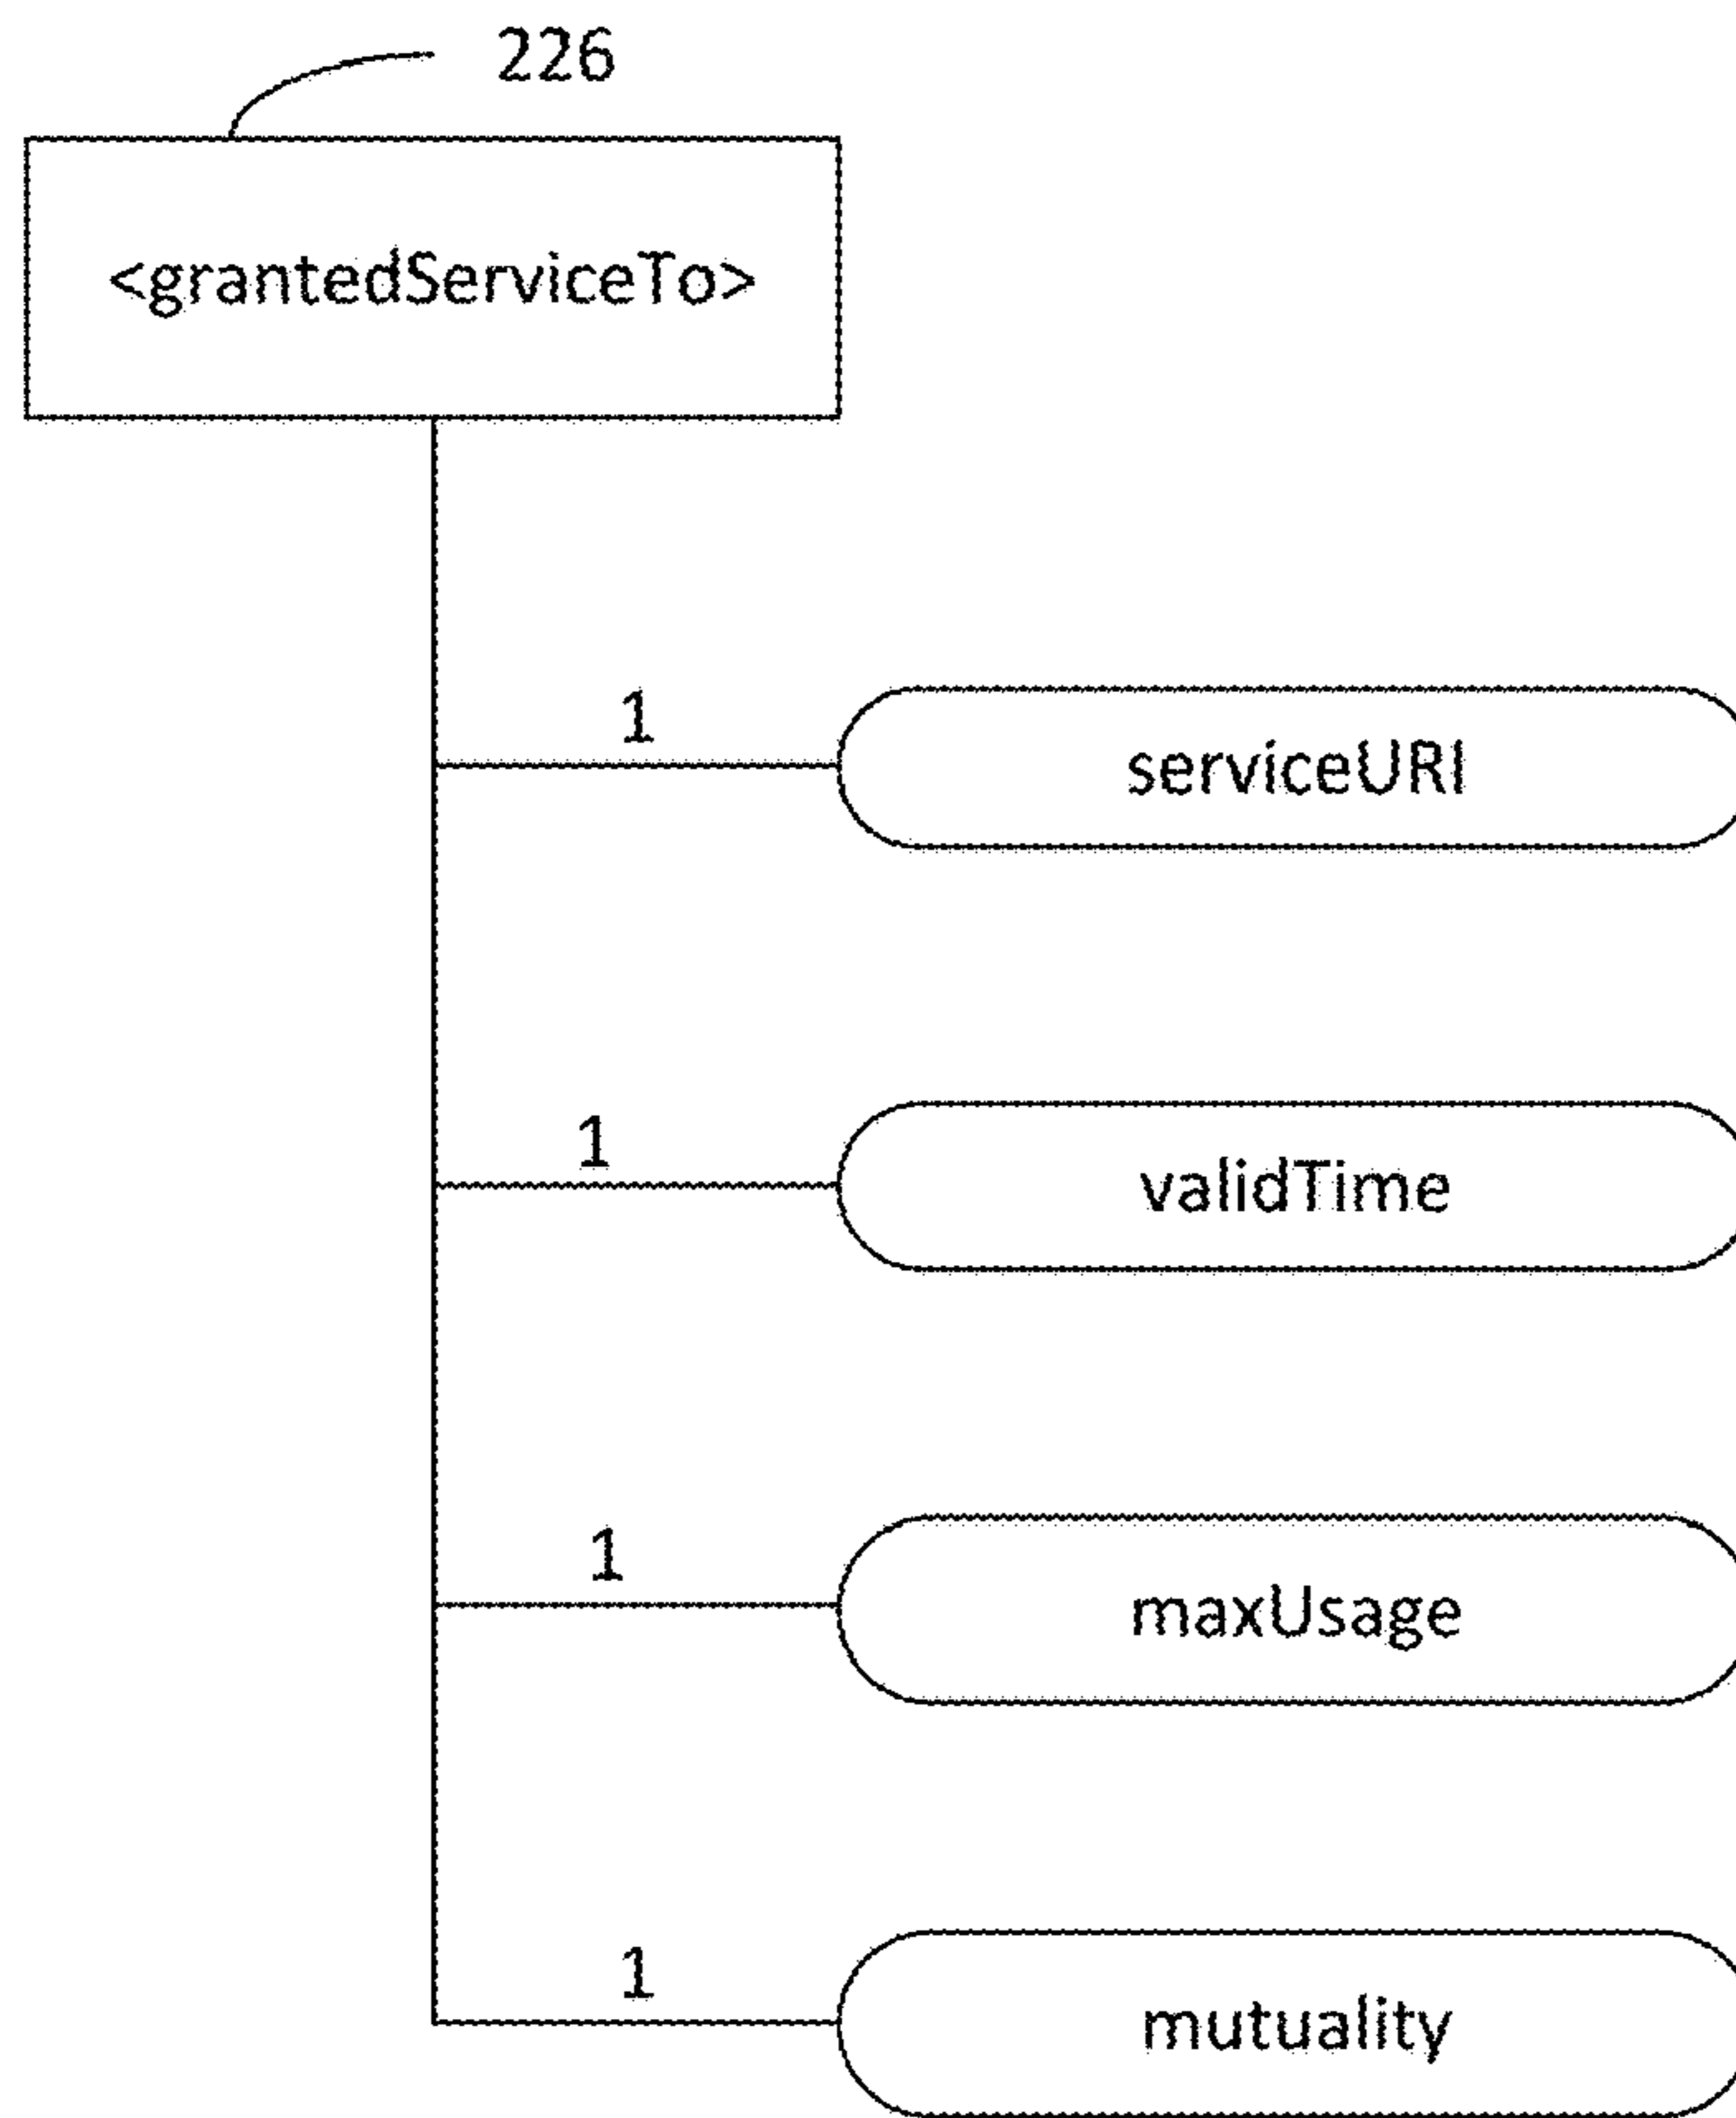 226
<grantedServiceTo>
1
serviceURI
1
validTime
1
maxUsage
1
mutuality